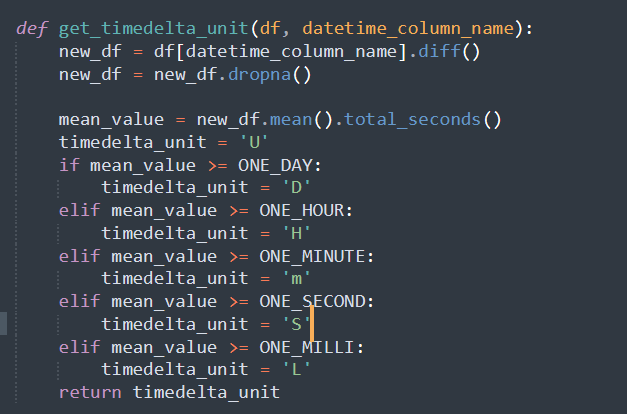 def get_timedelta_unit(df, datetime_column_name):
    new_df = df[datetime_column_name].diff()
    new_df = new_df.dropna()

    mean_value = new_df.mean().total_seconds()
    timedelta_unit = 'U'
    if mean_value >= ONE_DAY:
        timedelta_unit = 'D'
    elif mean_value >= ONE_HOUR:
        timedelta_unit = 'H'
    elif mean_value >= ONE_MINUTE:
        timedelta_unit = 'm'
    elif mean_value >= ONE_SECOND:
        timedelta_unit = 'S'
    elif mean_value >= ONE_MILLI:
        timedelta_unit = 'L'
    return timedelta_unit